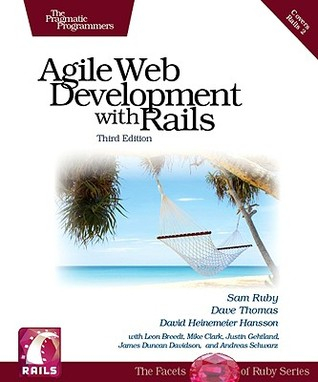 The
Pragmatic
Programmers
Covers
Rails 2
Agile Web
Development
with Rails
Third Edition
Sam Ruby
Dave Thomas
David Heinemeier Hansson
with Leon Breedt, Mike Clark, Justin Gehtland,
James Duncan Davidson, and Andreas Schwarz
RAILS
The Facets of Ruby Series